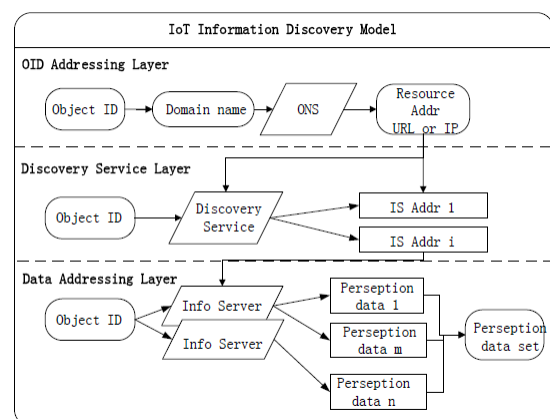 IoT Information Discovery Model
OID Addressing Layer
Object ID
Domain name
ONS
Resource
Addr
URL or IP
Discovery Service Layer
Object ID
Discovery
Service
IS Addr 1
IS Addr i
Data Addressing Layer
Object ID
Info Server
Info Server
Perseption
data 1
Perseption
data m
Perseption
data n
Perseption
data set